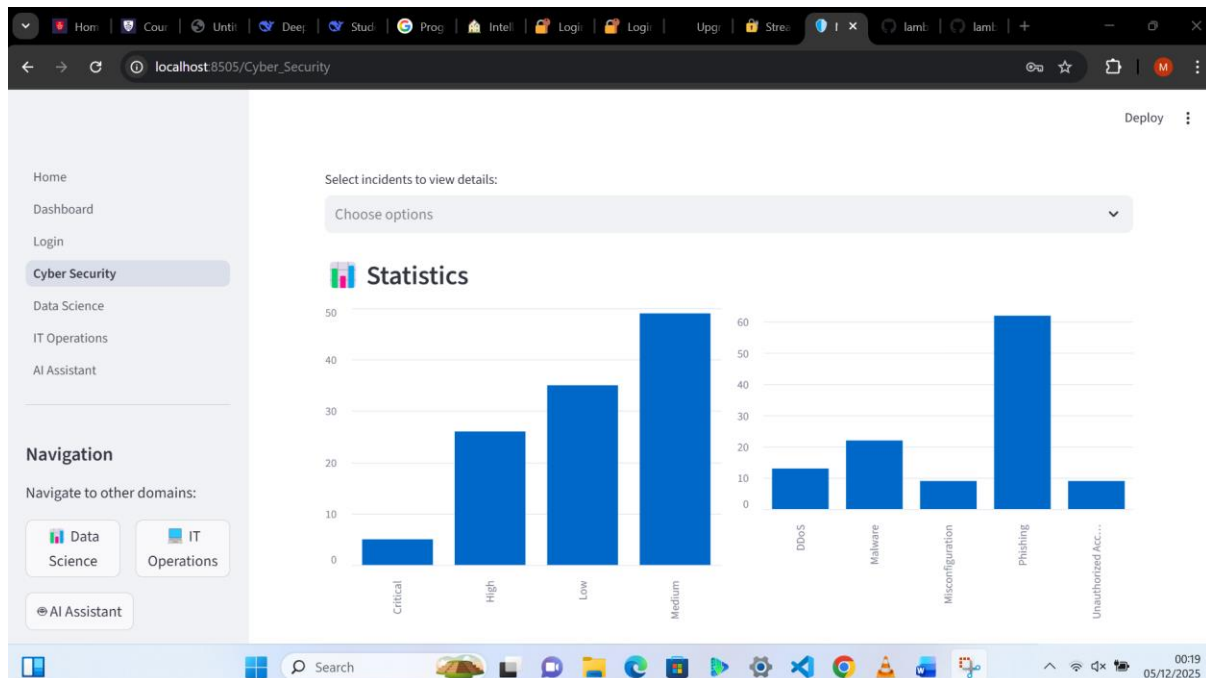 Hom
Cour
Untit
Deep
Stud
Prog
Intell
Login
Login
Upgr
Strea
lamb
lamb
localhost:8505/Cyber_Security
M
Deploy
Home
Dashboard
Login
Cyber Security
Data Science
IT Operations
AI Assistant
Navigation
Navigate to other domains:
Data
Science
IT
Operations
AI Assistant
Select incidents to view details:
Choose options
Statistics
50
40
30
20
10
0
Critical
High
Low
Medium
60
50
40
30
20
10
0
DDoS
Malware
Misconfiguration
Phishing
Unauthorized Acc...
Search
00:19
05/12/2025